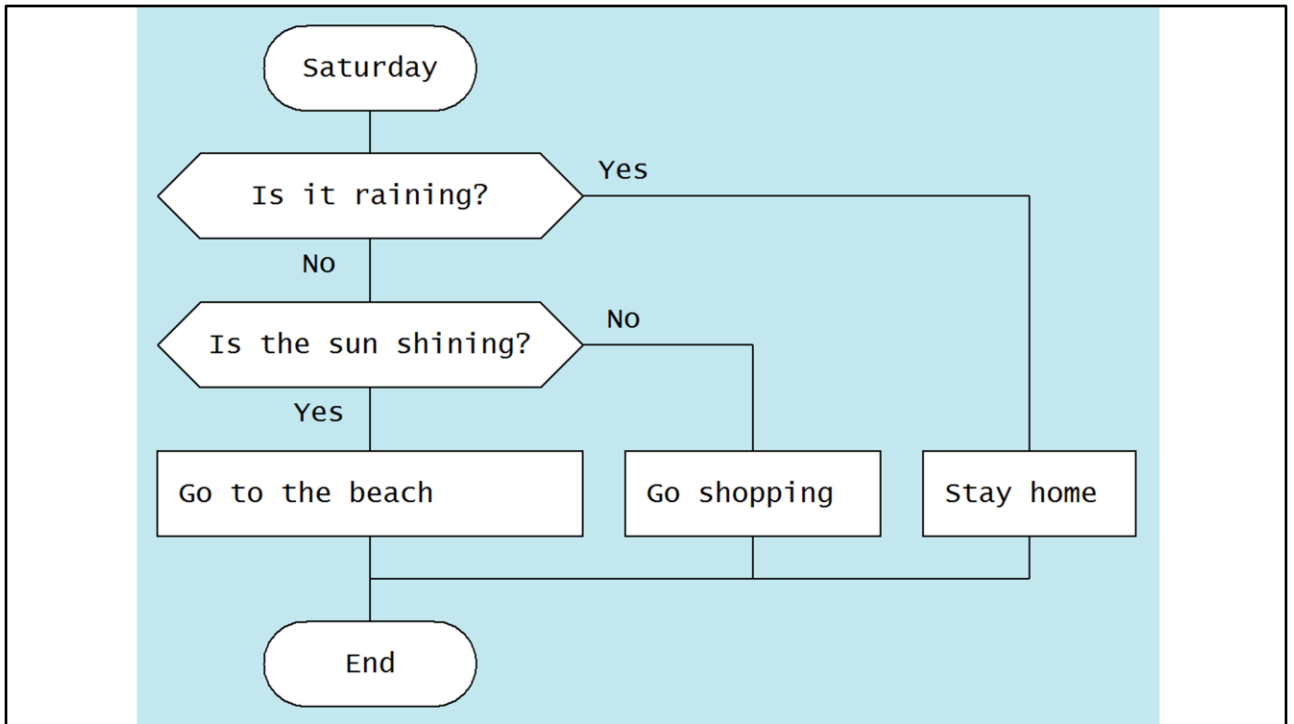 Saturday
Is it raining?
Yes
No
Is the sun shining?
No
Yes
Go to the beach
Go shopping
Stay home
End